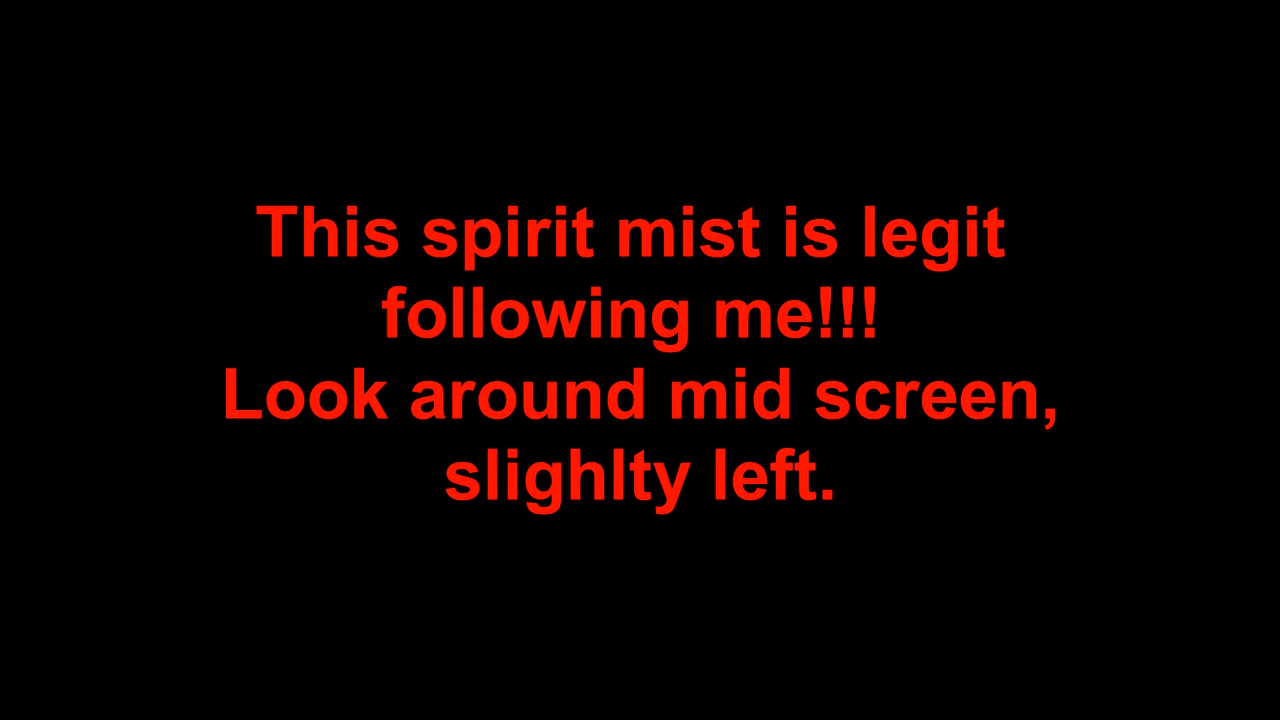 This spirit mist is legit
following me!!!
Look around mid screen,
slighlty left.